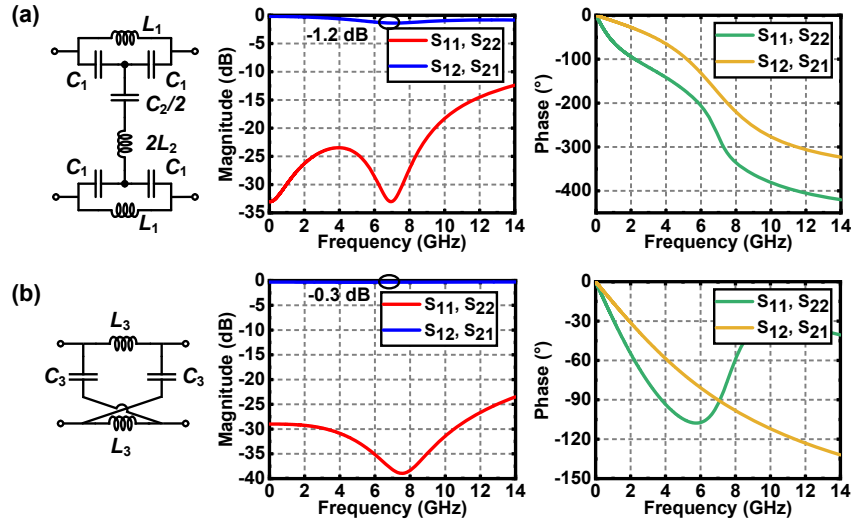 (a)
L1
C1
C1
C2/2
2L2
C1
C1
L1
0
-5
-10
-15
-20
-25
-30
-35
Magnitude (dB)
-1.2 dB
S11, S22
S12, S21
0 2 4 6 8 10 12 14
Frequency (GHz)
0
-100
-200
-300
-400
Phase (°)
S11, S22
S12, S21
0 2 4 6 8 10 12 14
Frequency (GHz)
(b)
L3
C3
C3
L3
0
-5
-10
-15
-20
-25
-30
-35
-40
Magnitude (dB)
-0.3 dB
S11, S22
S12, S21
0 2 4 6 8 10 12 14
Frequency (GHz)
0
-30
-60
-90
-120
-150
Phase (°)
S11, S22
S12, S21
0 2 4 6 8 10 12 14
Frequency (GHz)